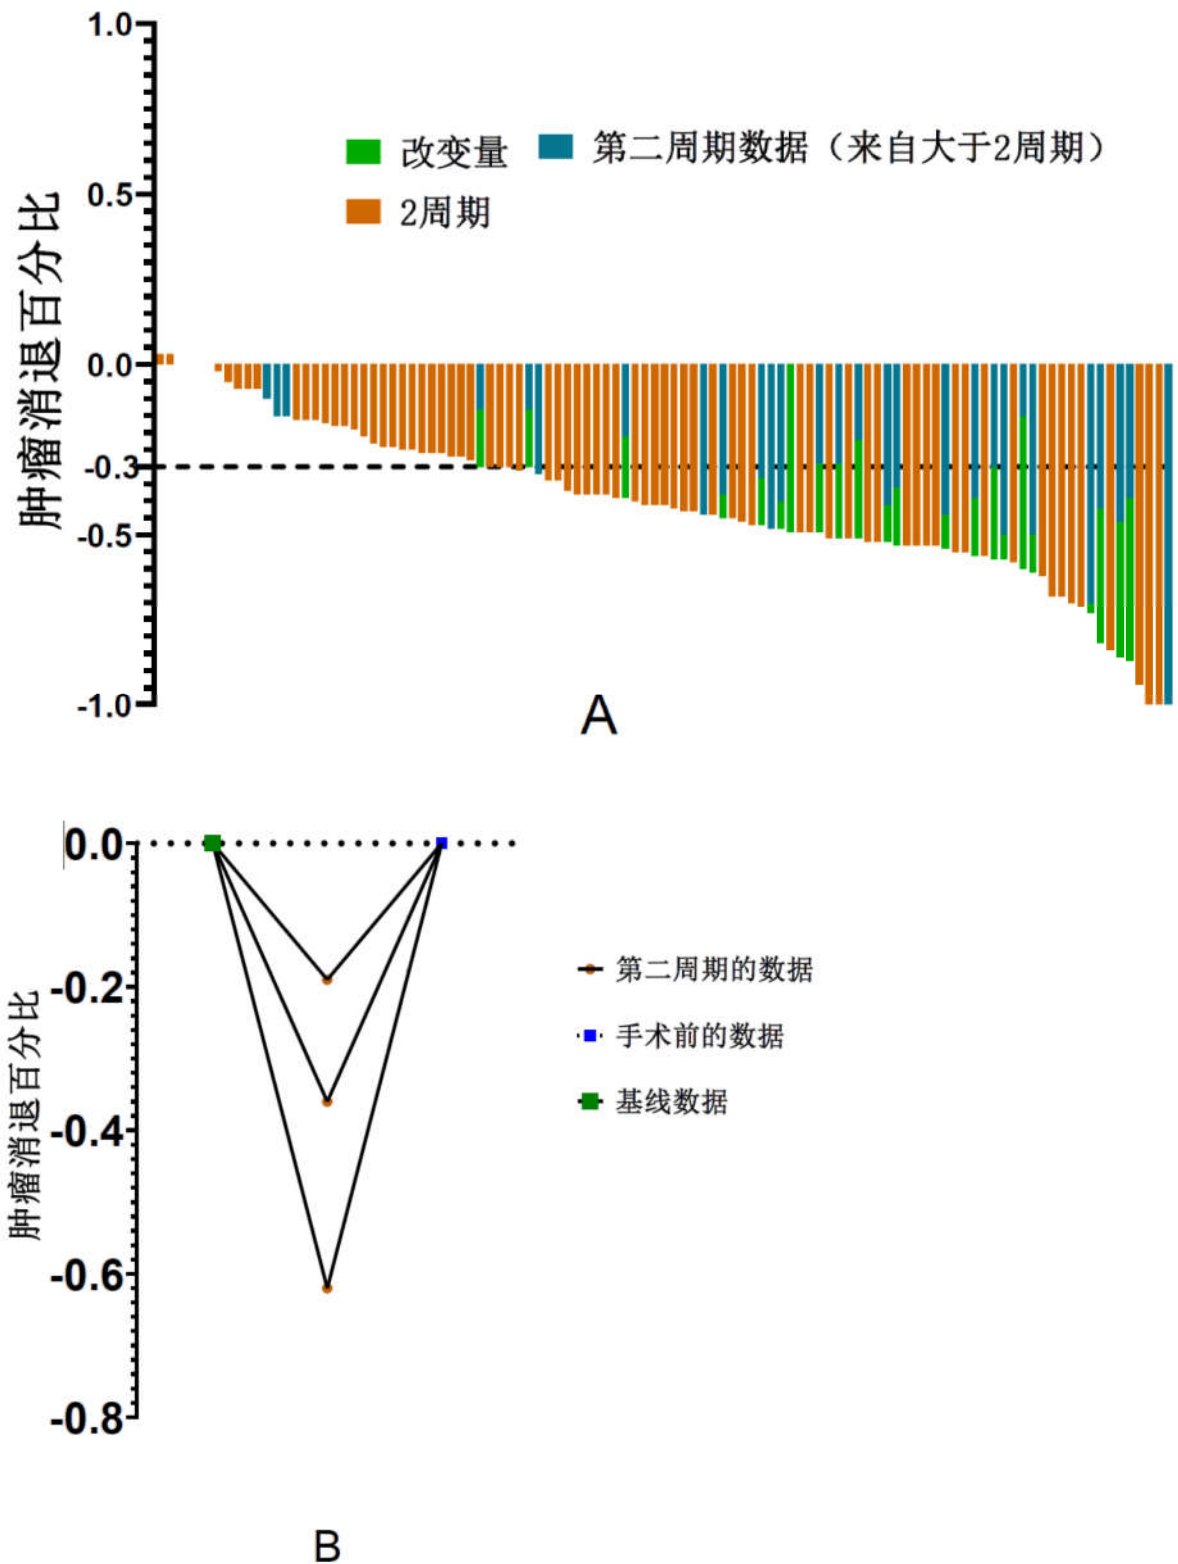 1.0
改变量
第二周期数据（来自大于2周期）
0.5
2周期
肿瘤消退百分比
0.0
-0.3
-0.5
-1.0
A
0.0
-0.2
第二周期的数据
手术前的数据
肿瘤消退百分比
-0.4
基线数据
-0.6
-0.8
B